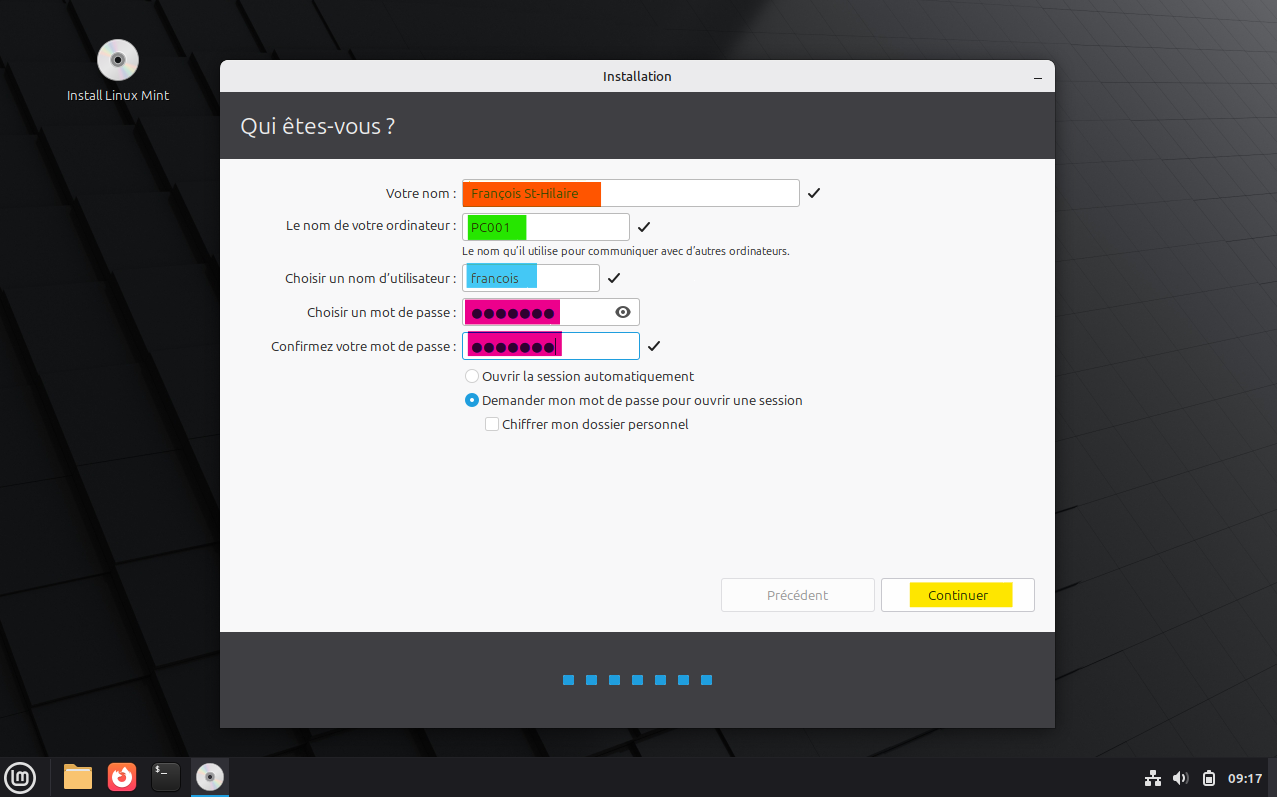 Install Linux Mint
Installation
Qui êtes-vous ?
Votre nom : François St-Hilaire
Le nom de votre ordinateur : PC001
Le nom qu'il utilise pour communiquer avec d'autres ordinateurs.
Choisir un nom d'utilisateur : francois
Choisir un mot de passe : ●●●●●●●
Confirmez votre mot de passe : ●●●●●●●
Ouvrir la session automatiquement
Demander mon mot de passe pour ouvrir une session
Chiffrer mon dossier personnel
Précédent Continuer
$_
09:17